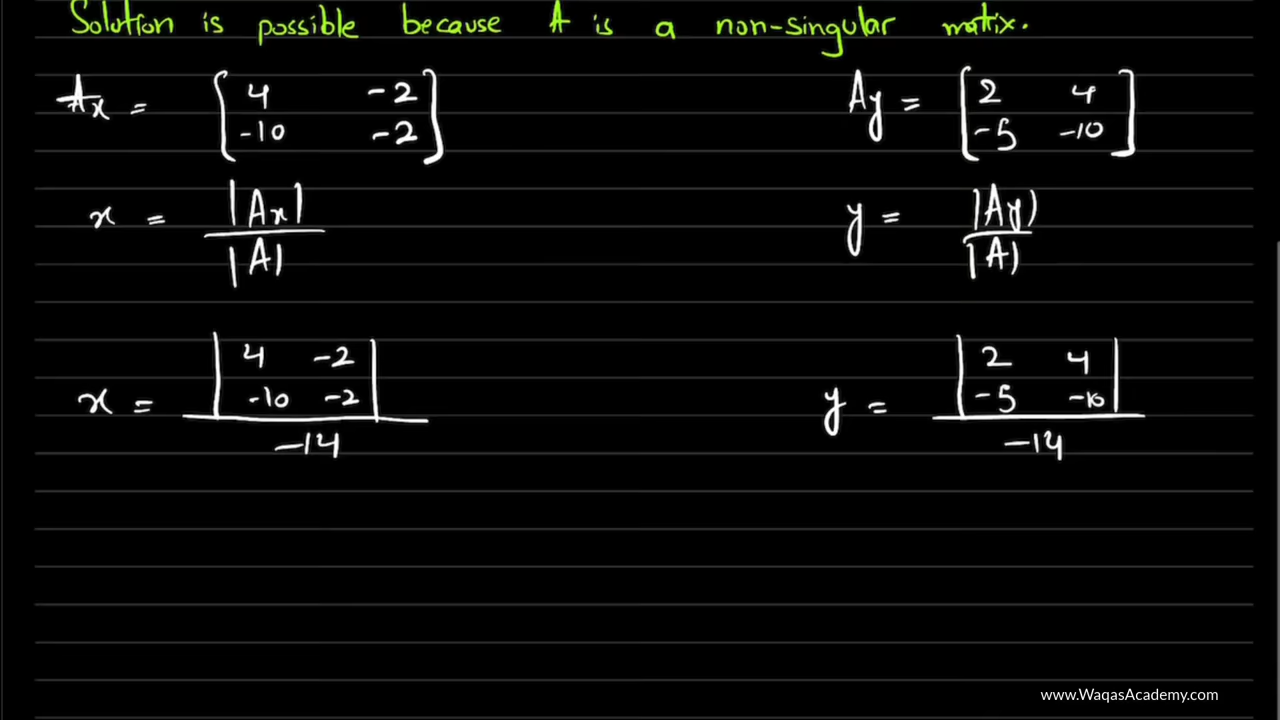 Solution is possible because A is a non-singular matrix.
Ax = [4 -2] Ay = [2 4]
[-10 -2] [-5 -10]
x = |Ax| y = |Ay|
|A| |A|
|4 -2| |2 4|
x = |-10 -2| y = |-5 -10|
-14 -14
www.WaqasAcademy.com